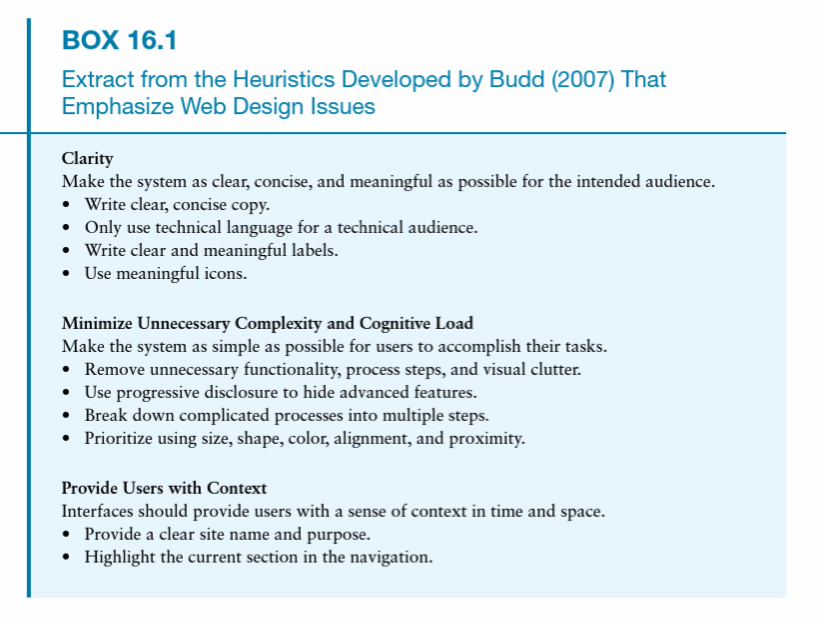 BOX 16.1
Extract from the Heuristics Developed by Budd (2007) That
Emphasize Web Design Issues
Clarity
Make the system as clear, concise, and meaningful as possible for the intended audience.
• Write clear, concise copy.
• Only use technical language for a technical audience.
• Write clear and meaningful labels.
• Use meaningful icons.
Minimize Unnecessary Complexity and Cognitive Load
Make the system as simple as possible for users to accomplish their tasks.
• Remove unnecessary functionality, process steps, and visual clutter.
• Use progressive disclosure to hide advanced features.
• Break down complicated processes into multiple steps.
• Prioritize using size, shape, color, alignment, and proximity.
Provide Users with Context
Interfaces should provide users with a sense of context in time and space.
• Provide a clear site name and purpose.
• Highlight the current section in the navigation.